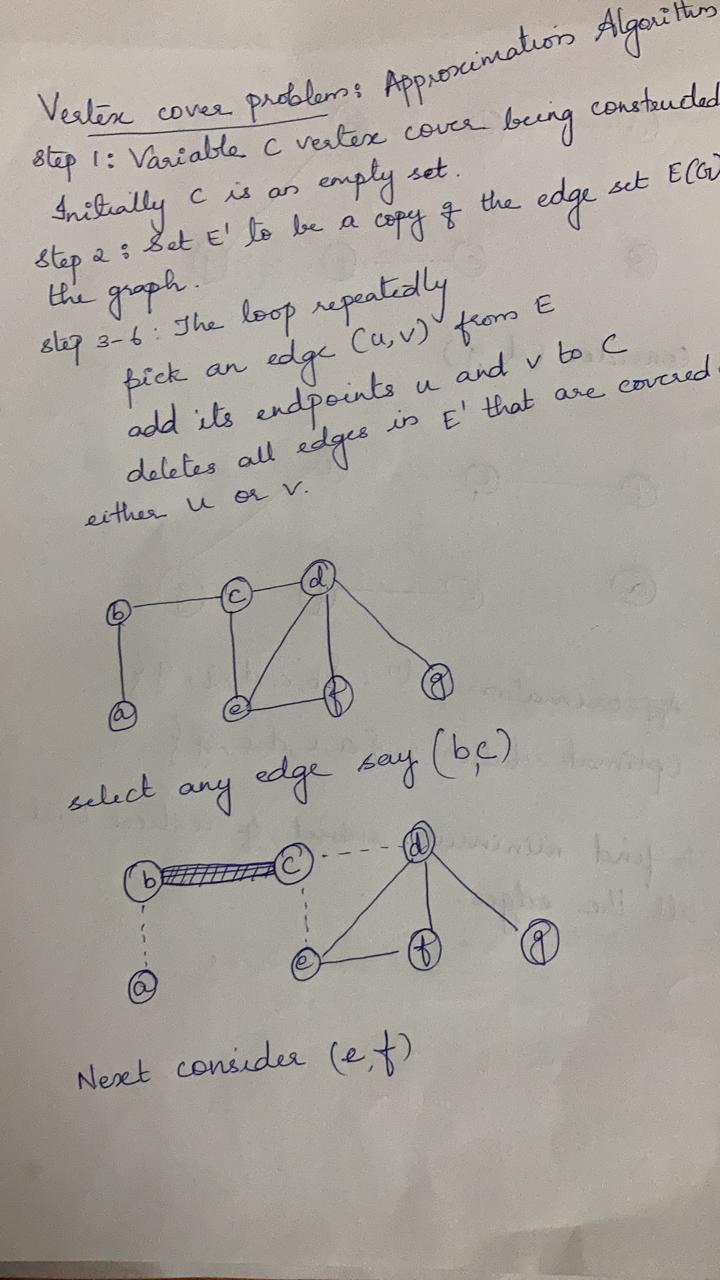 Vertex cover problem: Approximation Algorithm
Step 1: Variable C vertex cover being constructed
Initially C is an empty set.
Step 2: Set E' to be a copy of the edge set E(G)
the graph.
step 3-6: The loop repeatedly
pick an edge (u,v) from E
add its endpoints u and v to C
deletes all edges in E' that are covered
either u or v.
b c d
a e f g
select any edge say (b,c)
b c d
a e f g
Next consider (e,f)